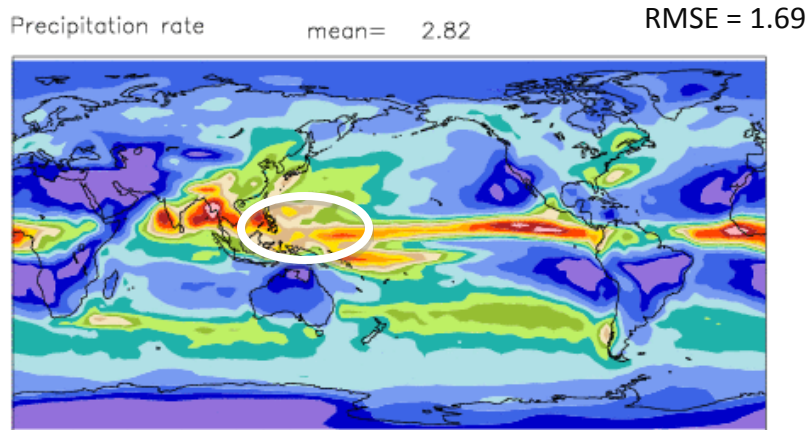 Precipitation rate mean= 2.82 RMSE = 1.69